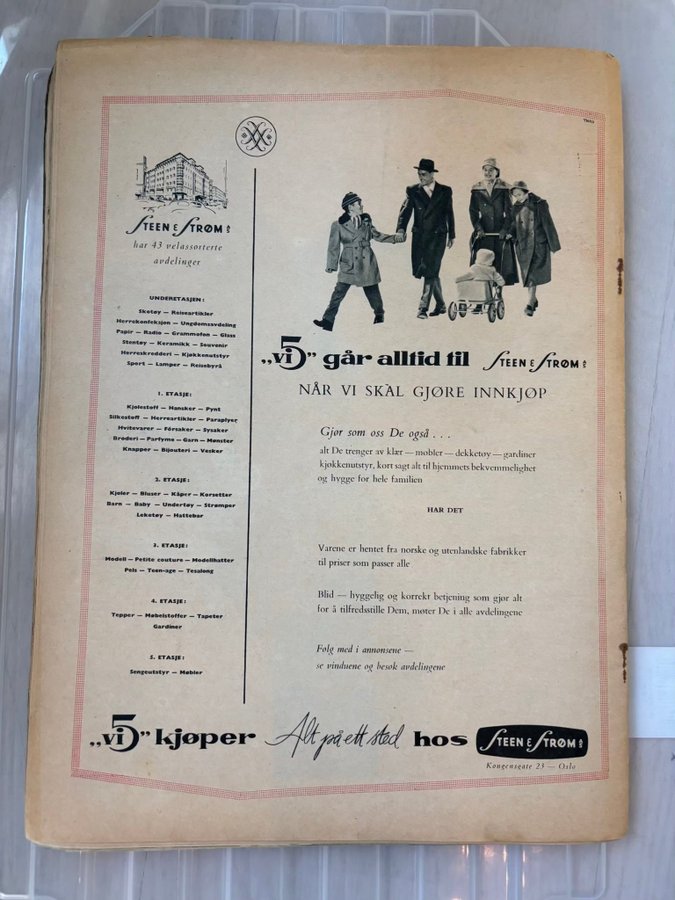 STEEN & STRØM A/S
har 43 velassorterte
avdelinger
UNDERETASJEN:
Skotøy — Reiseartikler
Herrekonfeksjon — Ungdomsavdeling
Papir — Radio — Grammofon — Glass
Stentøy — Keramikk — Souvenir
Herreskredderi — Kjøkkenutstyr
Sport — Lamper — Reisebyrå
1. ETASJE:
Kjolestoff — Hansker — Pynt
Silkestoff — Herreartikler — Paraplyer
Hvitevarer — Fôrsaker — Sysaker
Broderi — Parfyme — Garn — Mønster
Knapper — Bijouteri — Vesker
2. ETASJE:
Kjoler — Bluser — Kåper — Korsetter
Barn — Baby — Undertøy — Strømper
Leketøy — Hattebar
3. ETASJE:
Modell — Petite couture — Modellhatter
Pels — Teen-age — Tesalong
4. ETASJE:
Tepper — Møbelstoffer — Tapeter
Gardiner
5. ETASJE:
Sengeutstyr — Møbler
„vi 5” går alltid til STEEN & STRØM A/S
NÅR VI SKAL GJØRE INNKJØP
Gjør som oss De også . . .
alt De trenger av klær — møbler — dekketøy — gardiner
kjøkkenutstyr, kort sagt alt til hjemmets bekvemmelighet
og hygge for hele familien
HAR DET
Varene er hentet fra norske og utenlandske fabrikker
til priser som passer alle
Blid — hyggelig og korrekt betjening som gjør alt
for å tilfredsstille Dem, møter De i alle avdelingene
Følg med i annonsene —
se vinduene og besøk avdelingene
„vi 5” kjøper Alt på ett sted hos STEEN & STRØM A/S
Kongensgate 23 — Oslo